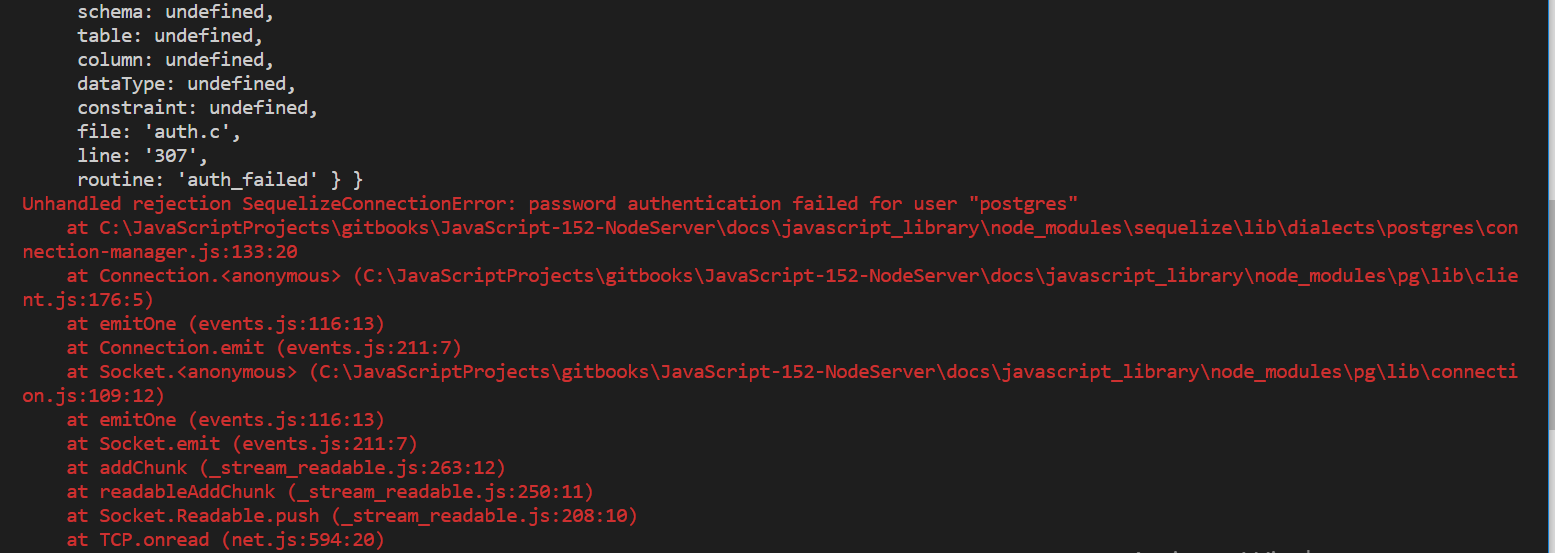 schema: undefined,
table: undefined,
column: undefined,
dataType: undefined,
constraint: undefined,
file: 'auth.c',
line: '307',
routine: 'auth_failed' } }
Unhandled rejection SequelizeConnectionError: password authentication failed for user "postgres"
at C:\JavaScriptProjects\gitbooks\JavaScript-152-NodeServer\docs\javascript_library\node_modules\sequelize\lib\dialects\postgres\con
nection-manager.js:133:20
at Connection.<anonymous> (C:\JavaScriptProjects\gitbooks\JavaScript-152-NodeServer\docs\javascript_library\node_modules\pg\lib\clie
nt.js:176:5)
at emitOne (events.js:116:13)
at Connection.emit (events.js:211:7)
at Socket.<anonymous> (C:\JavaScriptProjects\gitbooks\JavaScript-152-NodeServer\docs\javascript_library\node_modules\pg\lib\connecti
on.js:109:12)
at emitOne (events.js:116:13)
at Socket.emit (events.js:211:7)
at addChunk (_stream_readable.js:263:12)
at readableAddChunk (_stream_readable.js:250:11)
at Socket.Readable.push (_stream_readable.js:208:10)
at TCP.onread (net.js:594:20)